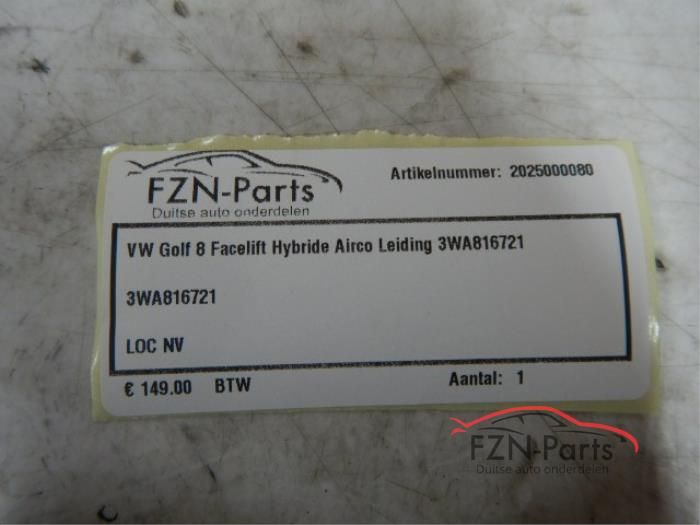 FZN-Parts
Duitse auto onderdelen
Artikelnummer: 2025000080
VW Golf 8 Facelift Hybride Airco Leiding 3WA816721
3WA816721
LOC NV
€ 149.00 BTW
Aantal: 1
FZN-Parts
Duitse auto onderdelen